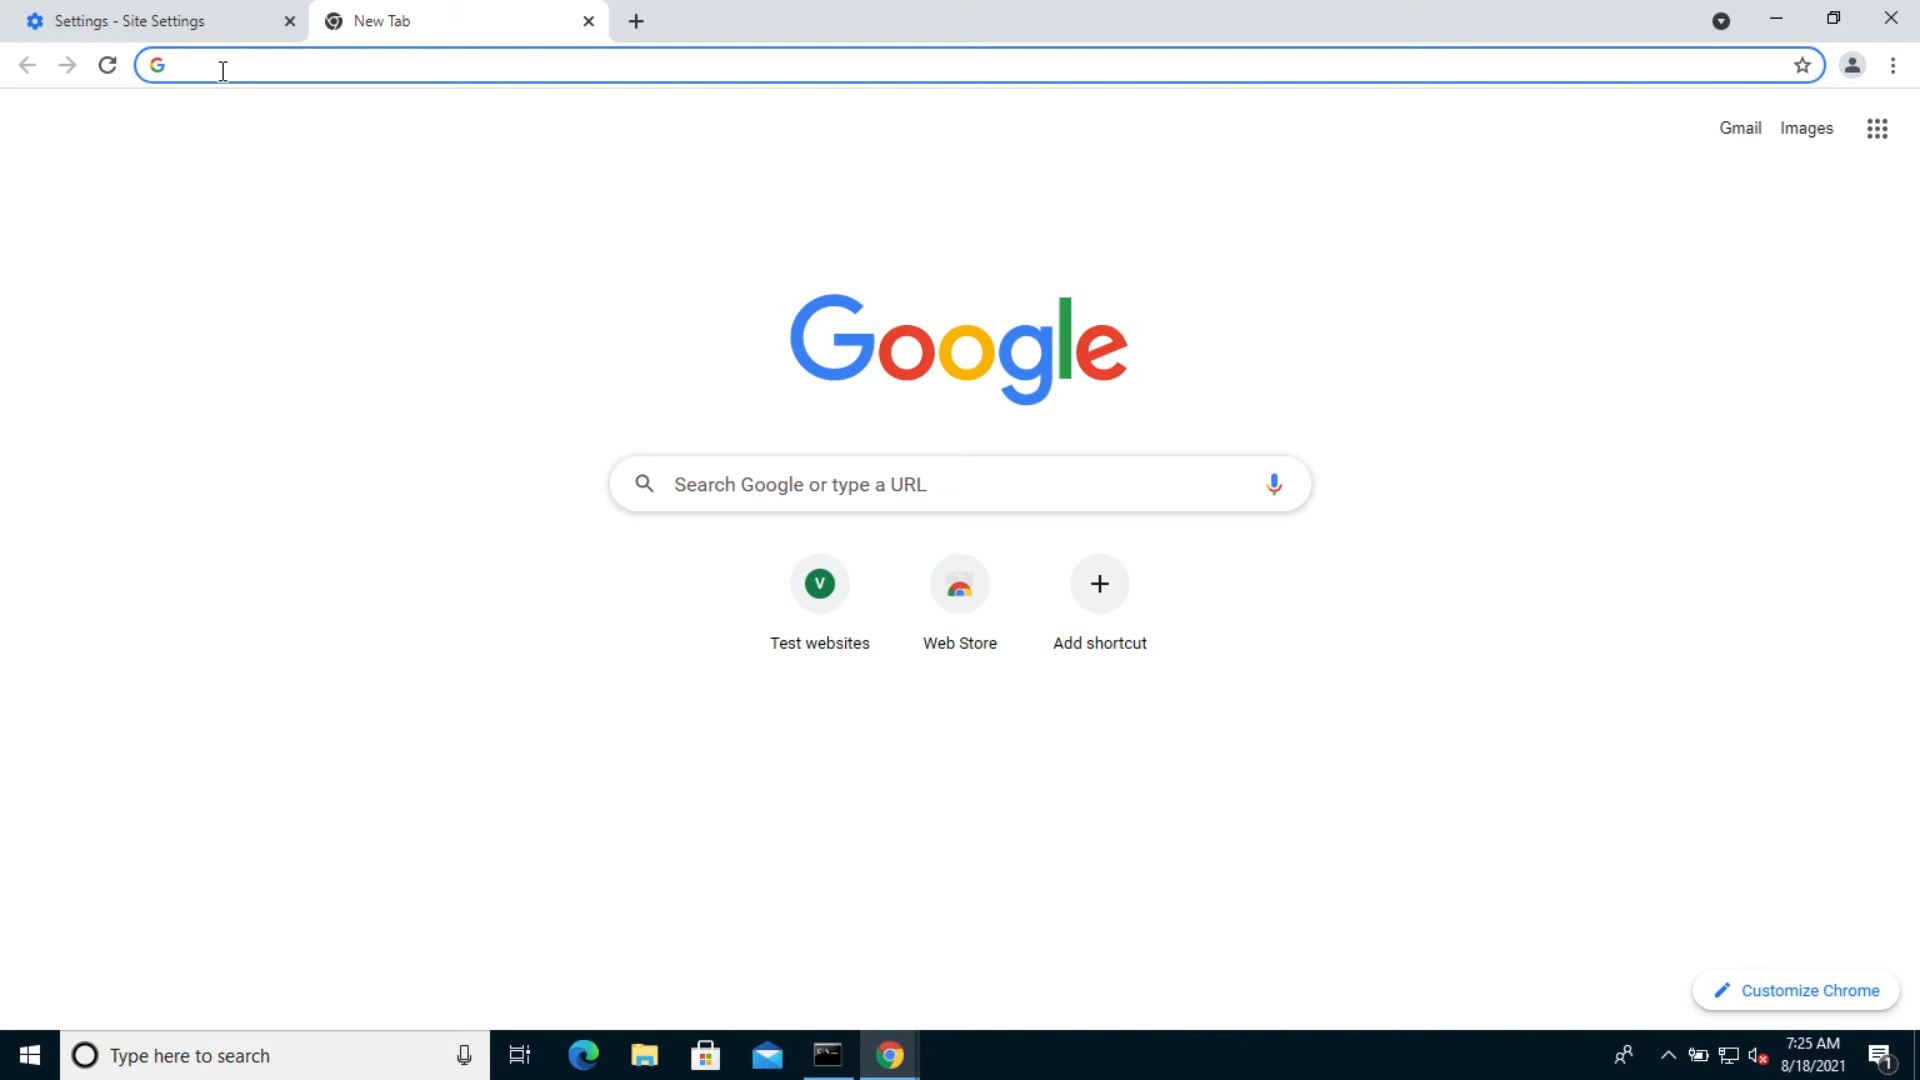 Settings - Site Settings
New Tab
Gmail Images
Google
Search Google or type a URL
V
Test websites
Web Store
Add shortcut
Customize Chrome
Type here to search
7:25 AM
8/18/2021
1